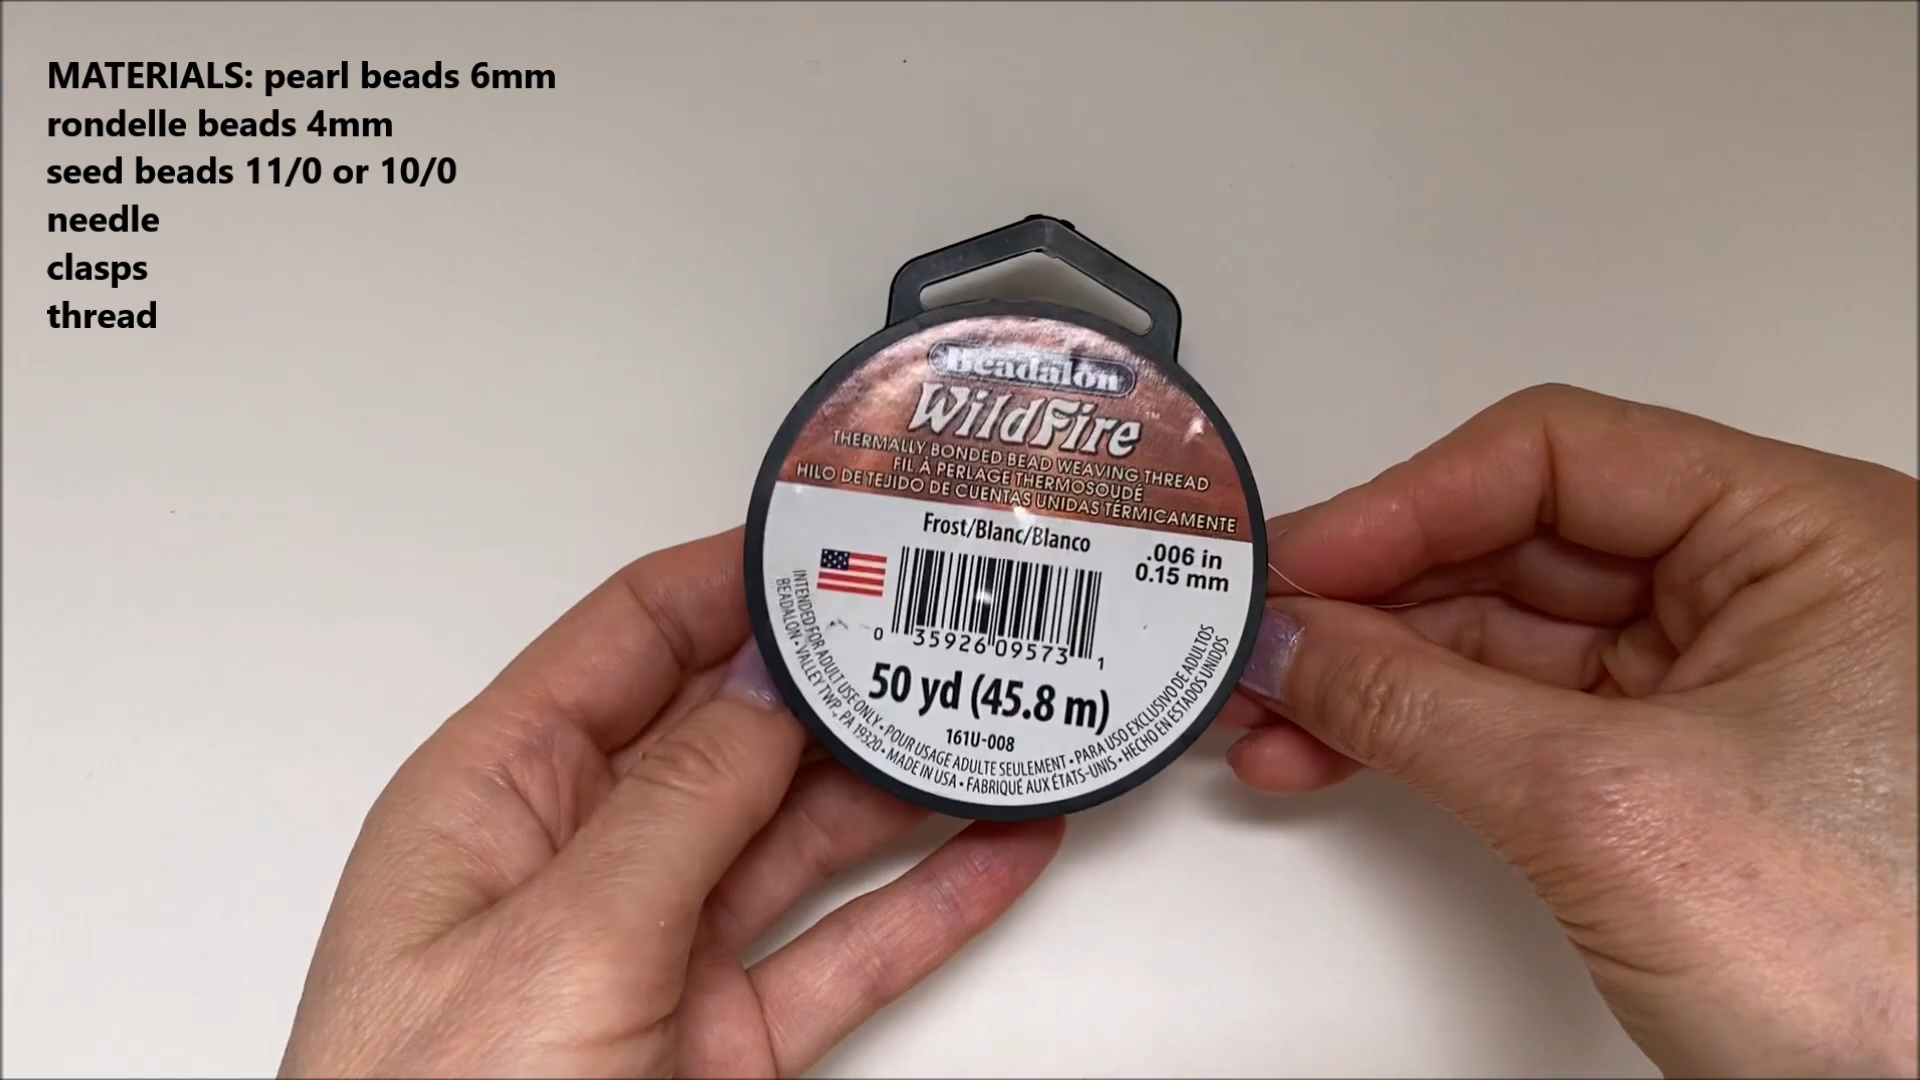 MATERIALS: pearl beads 6mm
rondelle beads 4mm
seed beads 11/0 or 10/0
needle
clasps
thread
Beadalon
WildFire™
THERMALLY BONDED BEAD WEAVING THREAD
FIL À PERLAGE THERMOSOUDÉ
HILO DE TEJIDO DE CUENTAS UNIDAS TÉRMICAMENTE
Frost/Blanc/Blanco
.006 in
0.15 mm
0 35926 09573 1
50 yd (45.8 m)
161U-008
INTENDED FOR ADULT USE ONLY • POUR USAGE ADULTE SEULEMENT • PARA USO EXCLUSIVO DE ADULTOS
BEADALON • VALLEY TWP., PA 19320 • MADE IN USA • FABRIQUÉ AUX ÉTATS-UNIS • HECHO EN ESTADOS UNIDOS